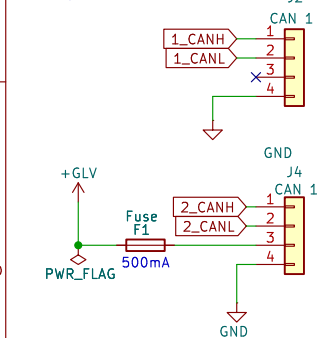 CAN 1
1_CANH
1
1_CANL
2
3
4
GND
+GLV
J4
CAN 1
2_CANH
1
Fuse
2_CANL
2
F1
3
500mA
4
PWR_FLAG
GND